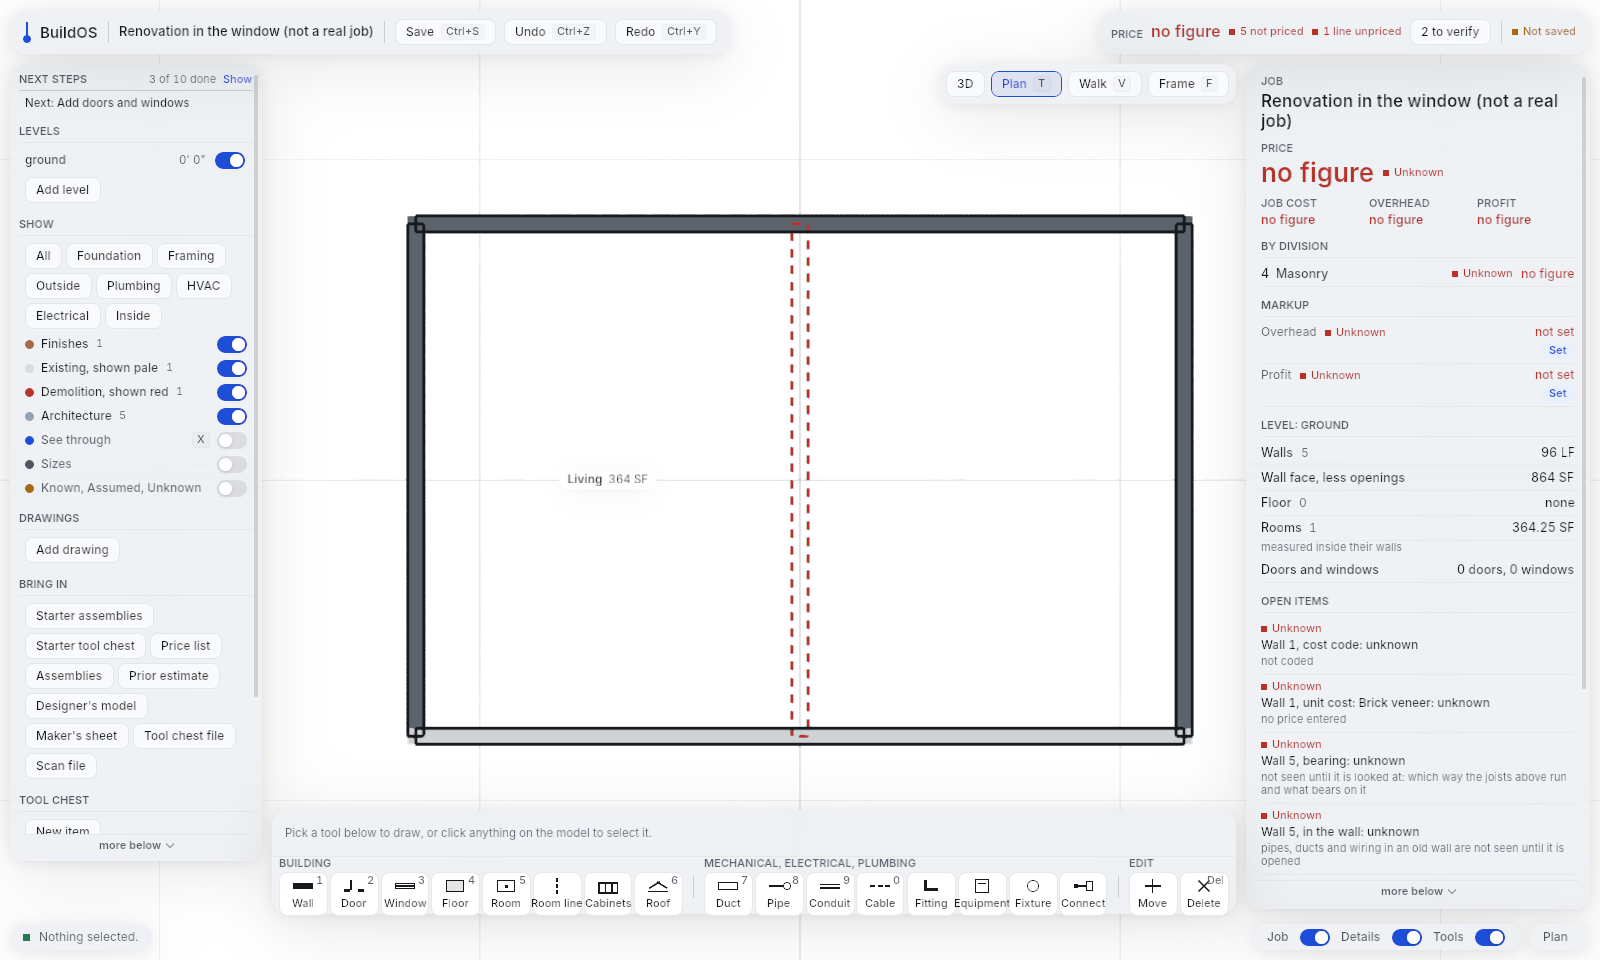 BuildOS
Renovation in the window (not a real job)
Save Ctrl+S
Undo Ctrl+Z
Redo Ctrl+Y
PRICE no figure 5 not priced 1 line unpriced 2 to verify Not saved
3D
Plan T
Walk V
Frame F
NEXT STEPS 3 of 10 done Show
Next: Add doors and windows
LEVELS
ground 0' 0"
Add level
SHOW
All Foundation Framing
Outside Plumbing HVAC
Electrical Inside
Finishes 1
Existing, shown pale 1
Demolition, shown red 1
Architecture 5
See through X
Sizes
Known, Assumed, Unknown
DRAWINGS
Add drawing
BRING IN
Starter assemblies
Starter tool chest Price list
Assemblies Prior estimate
Designer's model
Maker's sheet Tool chest file
Scan file
TOOL CHEST
New item
more below
Nothing selected.
Living 364 SF
Pick a tool below to draw, or click anything on the model to select it.
BUILDING
Wall 1
Door 2
Window 3
Floor 4
Room 5
Room line
Cabinets
Roof 6
MECHANICAL, ELECTRICAL, PLUMBING
Duct 7
Pipe 8
Conduit 9
Cable 0
Fitting
Equipment
Fixture
Connect
EDIT
Move
Delete Del
JOB
Renovation in the window (not a real
job)
PRICE
no figure Unknown
JOB COST OVERHEAD PROFIT
no figure no figure no figure
BY DIVISION
4 Masonry Unknown no figure
MARKUP
Overhead Unknown not set
Set
Profit Unknown not set
Set
LEVEL: GROUND
Walls 5 96 LF
Wall face, less openings 864 SF
Floor 0 none
Rooms 1 364.25 SF
measured inside their walls
Doors and windows 0 doors, 0 windows
OPEN ITEMS
Unknown
Wall 1, cost code: unknown
not coded
Unknown
Wall 1, unit cost: Brick veneer: unknown
no price entered
Unknown
Wall 5, bearing: unknown
not seen until it is looked at: which way the joists above run
and what bears on it
Unknown
Wall 5, in the wall: unknown
pipes, ducts and wiring in an old wall are not seen until it is
opened
more below
Job Details Tools Plan